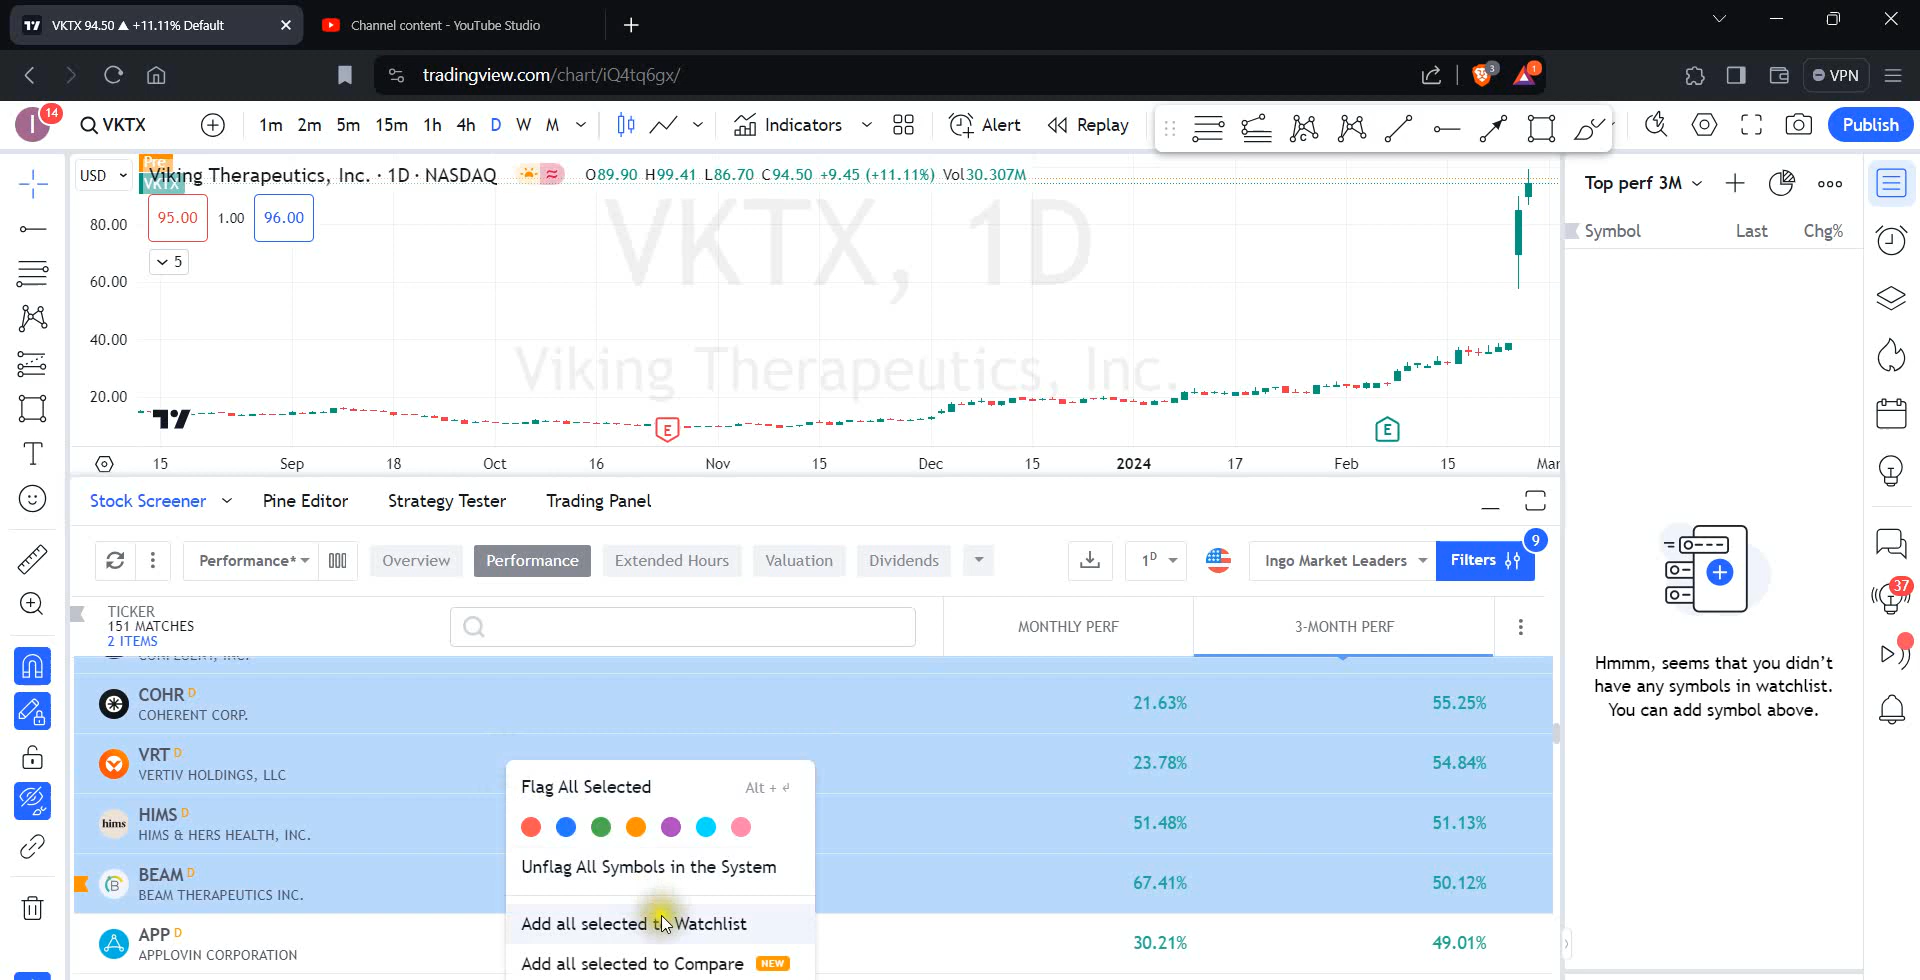 VKTX 94.50 ▲ +11.11% Default
Channel content - YouTube Studio
tradingview.com/chart/iQ4tq6gx/
3
1
VPN
I
14
VKTX
1m 2m 5m 15m 1h 4h D W M
Indicators
Alert
Replay
Publish
USD
Pre
VKTX
Viking Therapeutics, Inc. · 1D · NASDAQ
O89.90 H99.41 L86.70 C94.50 +9.45 (+11.11%) Vol30.307M
95.00 1.00 96.00
5
VKTX, 1D
Viking Therapeutics, Inc.
80.00
60.00
40.00
20.00
E
E
15 Sep 18 Oct 16 Nov 15 Dec 15 2024 17 Feb 15 Mar
Top perf 3M
Symbol Last Chg%
Hmmm, seems that you didn't
have any symbols in watchlist.
You can add symbol above.
37
Stock Screener Pine Editor Strategy Tester Trading Panel
Performance* Overview Performance Extended Hours Valuation Dividends
1D
Ingo Market Leaders
Filters
9
TICKER
151 MATCHES
2 ITEMS
MONTHLY PERF
3-MONTH PERF
CONFLUENT, INC.
COHR D
COHERENT CORP.
21.63% 55.25%
VRT D
VERTIV HOLDINGS, LLC
23.78% 54.84%
hims
HIMS D
HIMS & HERS HEALTH, INC.
51.48% 51.13%
BEAM D
BEAM THERAPEUTICS INC.
67.41% 50.12%
APP D
APPLOVIN CORPORATION
30.21% 49.01%
Flag All Selected Alt + ⏎
Unflag All Symbols in the System
Add all selected to Watchlist
Add all selected to Compare NEW